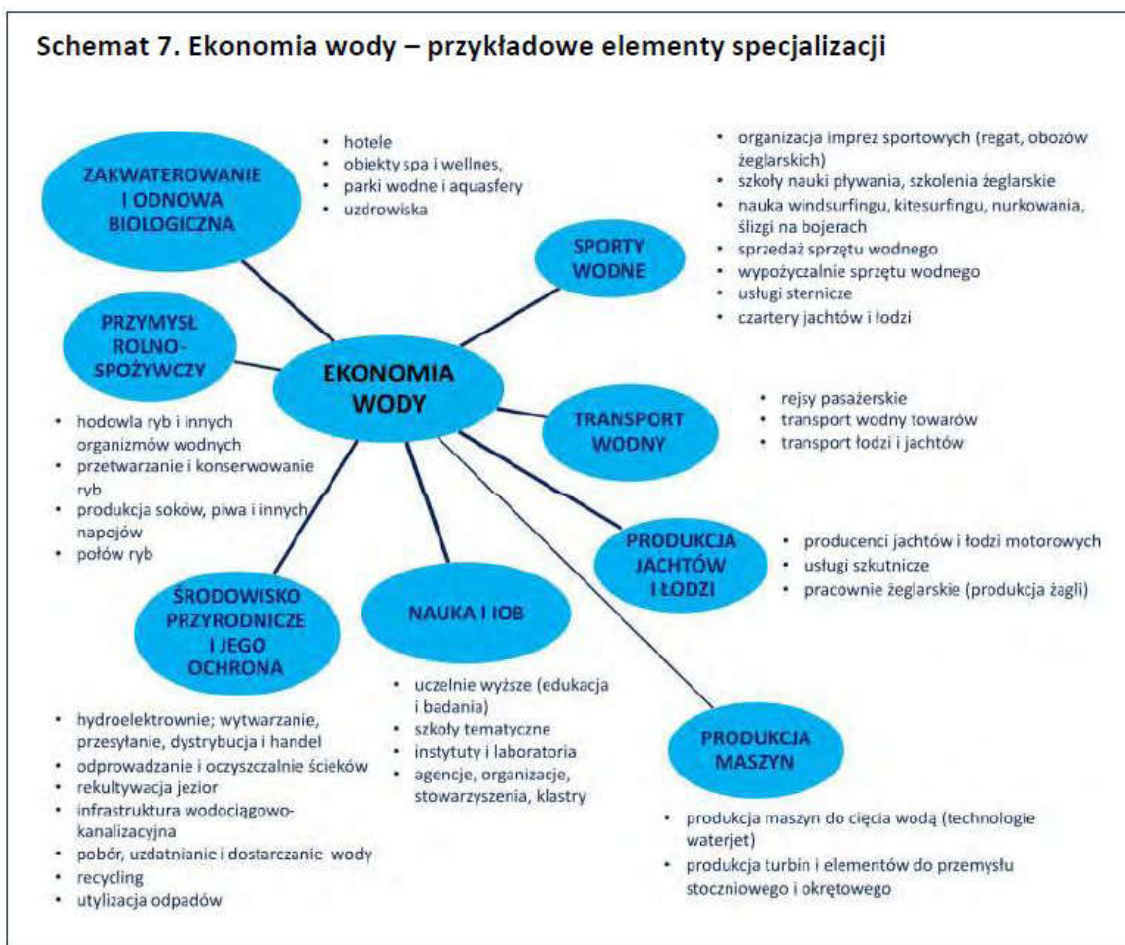 Schemat 7. Ekonomia wody – przykładowe elementy specjalizacji
ZAKWATEROWANIE
I ODNOWA
BIOLOGICZNA
• hotele
• obiekty spa i wellnes,
• parki wodne i aquasfery
• uzdrowiska
SPORTY
WODNE
• organizacja imprez sportowych (regat, obozów
żeglarskich)
• szkoły nauki pływania, szkolenia żeglarskie
• nauka windsurfingu, kitesurfingu, nurkowania,
ślizgi na bojerach
• sprzedaż sprzętu wodnego
• wypożyczalnie sprzętu wodnego
• usługi sternicze
• czartery jachtów i łodzi
PRZYMYSŁ
ROLNO-
SPOŻYWCZY
• hodowla ryb i innych
organizmów wodnych
• przetwarzanie i konserwowanie
ryb
• produkcja soków, piwa i innych
napojów
• połów ryb
EKONOMIA
WODY
TRANSPORT
WODNY
• rejsy pasażerskie
• transport wodny towarów
• transport łodzi i jachtów
PRODUKCJA
JACHTÓW
I ŁODZI
• producenci jachtów i łodzi motorowych
• usługi szkutnicze
• pracownie żeglarskie (produkcja żagli)
ŚRODOWISKO
PRZYRODNICZE
I JEGO
OCHRONA
• hydroelektrownie; wytwarzanie,
przesyłanie, dystrybucja i handel
• odprowadzanie i oczyszczalnie ścieków
• rekultywacja jezior
• infrastruktura wodociągowo-
kanalizacyjna
• pobór, uzdatnianie i dostarczanie wody
• recykling
• utylizacja odpadów
NAUKA I IOB
• uczelnie wyższe (edukacja
i badania)
• szkoły tematyczne
• instytuty i laboratoria
• agencje, organizacje,
stowarzyszenia, klastry
PRODUKCJA
MASZYN
• produkcja maszyn do cięcia wodą (technologie
waterjet)
• produkcja turbin i elementów do przemysłu
stoczniowego i okrętowego